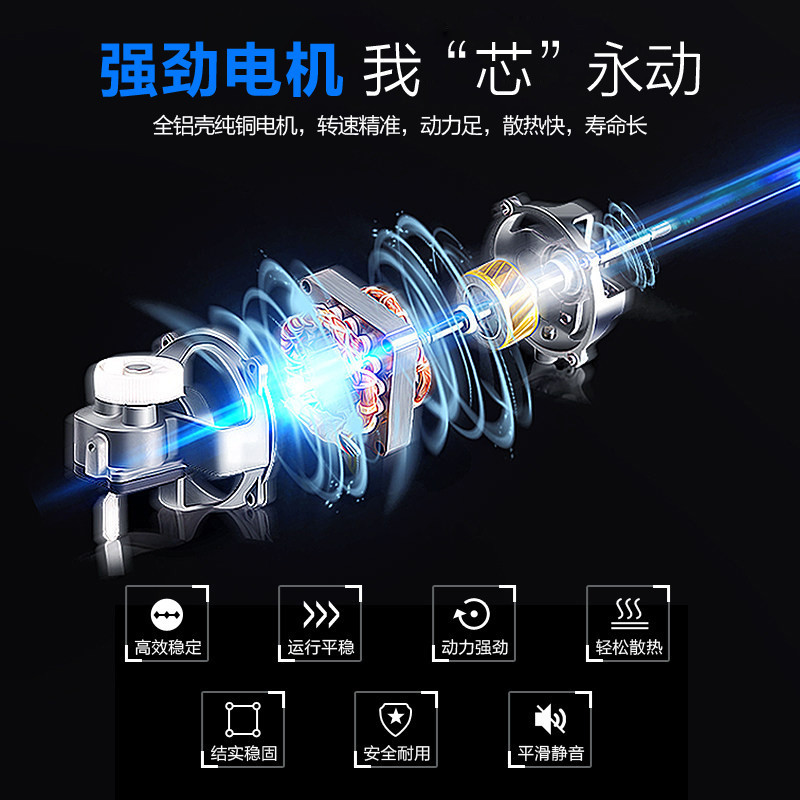 强劲电机 我“芯”永动
全铝壳纯铜电机，转速精准，动力足，散热快，寿命长
高效稳定
运行平稳
动力强劲
轻松散热
结实稳固
安全耐用
平滑静音